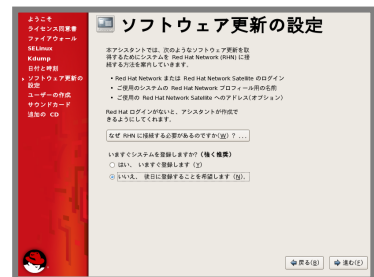 ようこそ
ライセンス同意書
ファイアウォール
SELinux
Kdump
日付と時刻
ソフトウェア更新の
設定
ユーザーの作成
サウンドカード
追加の CD
ソフトウェア更新の設定
本アシスタントでは、次のようなソフトウェア更新を取
得するためにシステムを Red Hat Network (RHN) に接
続する方法を案内していきます。
• Red Hat Network または Red Hat Network Satellite のログイン
• ご使用のシステムの Red Hat Network プロフィール用の名前
• ご使用の Red Hat Network Satellite へのアドレス(オプション)
Red Hat ログインがないと、アシスタントが作成で
きるようにしてくれます。
なぜ RHN に接続する必要があるのですか(W) ? ...
いますぐシステムを登録しますか? (強く推奨)
はい、 いますぐ登録します (Y)
いいえ、 後日に登録することを希望します (N)。
戻る(B)
進む(F)